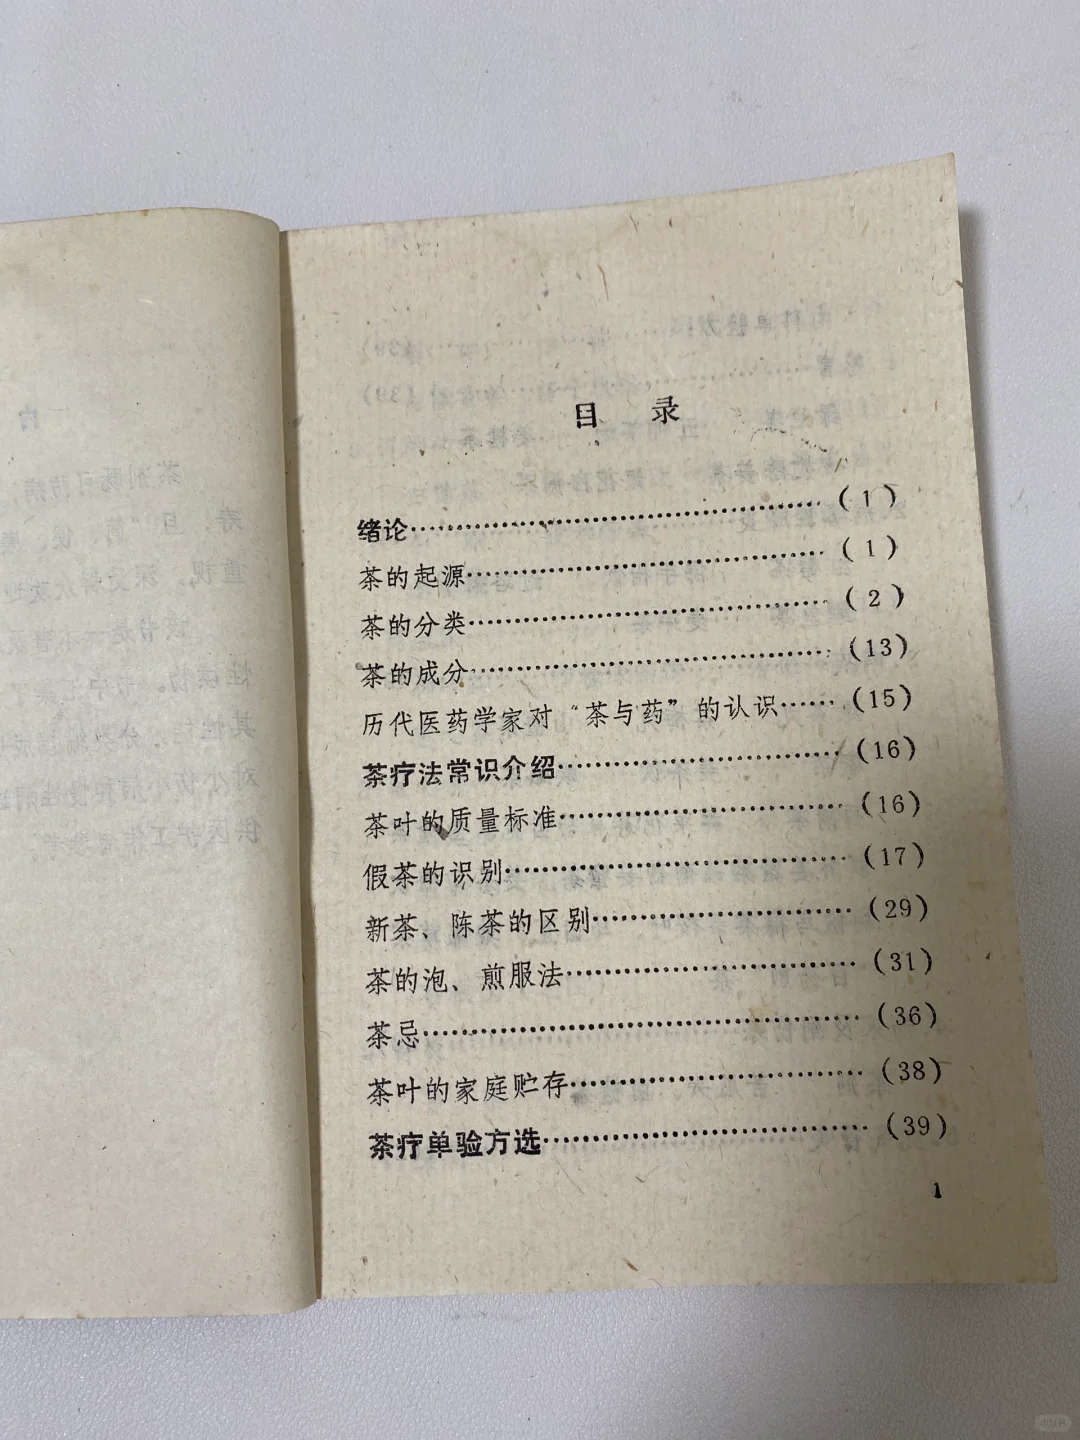 目 录
绪论……………………………………(1)
茶的起源………………………………(1)
茶的分类………………………………(2)
茶的成分………………………………(13)
历代医药学家对“茶与药”的认识……(15)
茶疗法常识介绍………………………(16)
茶叶的质量标准………………………(16)
假茶的识别……………………………(17)
新茶、陈茶的区别……………………(29)
茶的泡、煎服法………………………(31)
茶忌……………………………………(36)
茶叶的家庭贮存………………………(38)
茶疗单验方选…………………………(39)
1
小红书